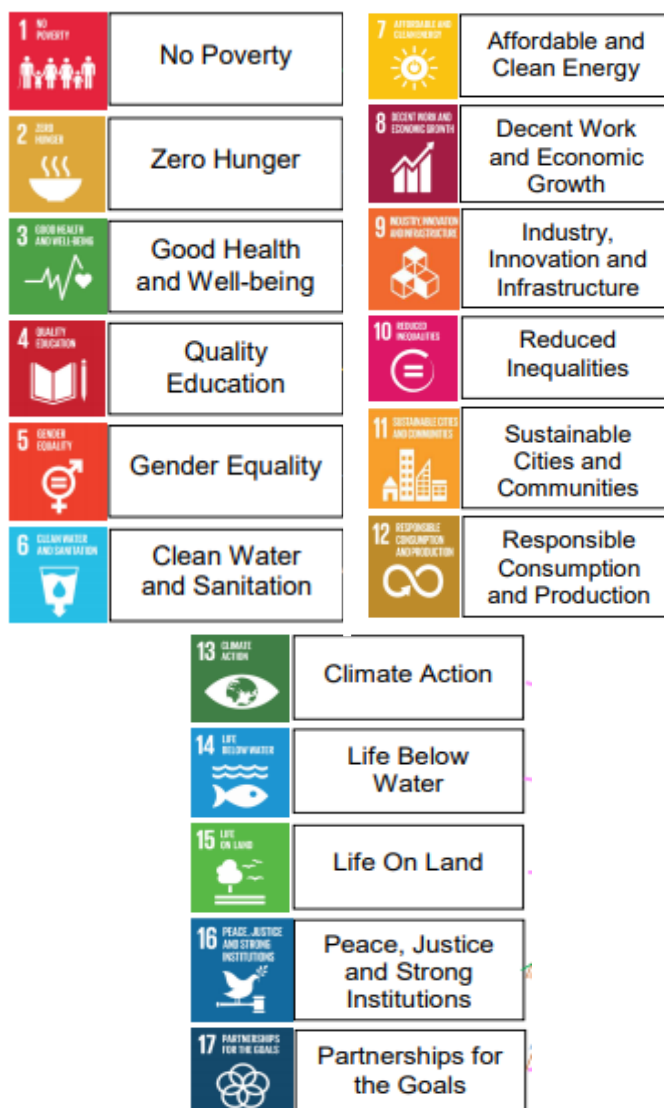 1 NO
POVERTY
No Poverty
2 ZERO
HUNGER
Zero Hunger
3 GOOD HEALTH
AND WELL-BEING
Good Health
and Well-being
4 QUALITY
EDUCATION
Quality
Education
5 GENDER
EQUALITY
Gender Equality
6 CLEAN WATER
AND SANITATION
Clean Water
and Sanitation
7 AFFORDABLE AND
CLEAN ENERGY
Affordable and
Clean Energy
8 DECENT WORK AND
ECONOMIC GROWTH
Decent Work
and Economic
Growth
9 INDUSTRY, INNOVATION
AND INFRASTRUCTURE
Industry,
Innovation and
Infrastructure
10 REDUCED
INEQUALITIES
Reduced
Inequalities
11 SUSTAINABLE CITIES
AND COMMUNITIES
Sustainable
Cities and
Communities
12 RESPONSIBLE
CONSUMPTION
AND PRODUCTION
Responsible
Consumption
and Production
13 CLIMATE
ACTION
Climate Action
14 LIFE
BELOW WATER
Life Below
Water
15 LIFE
ON LAND
Life On Land
16 PEACE, JUSTICE
AND STRONG
INSTITUTIONS
Peace, Justice
and Strong
Institutions
17 PARTNERSHIPS
FOR THE GOALS
Partnerships for
the Goals